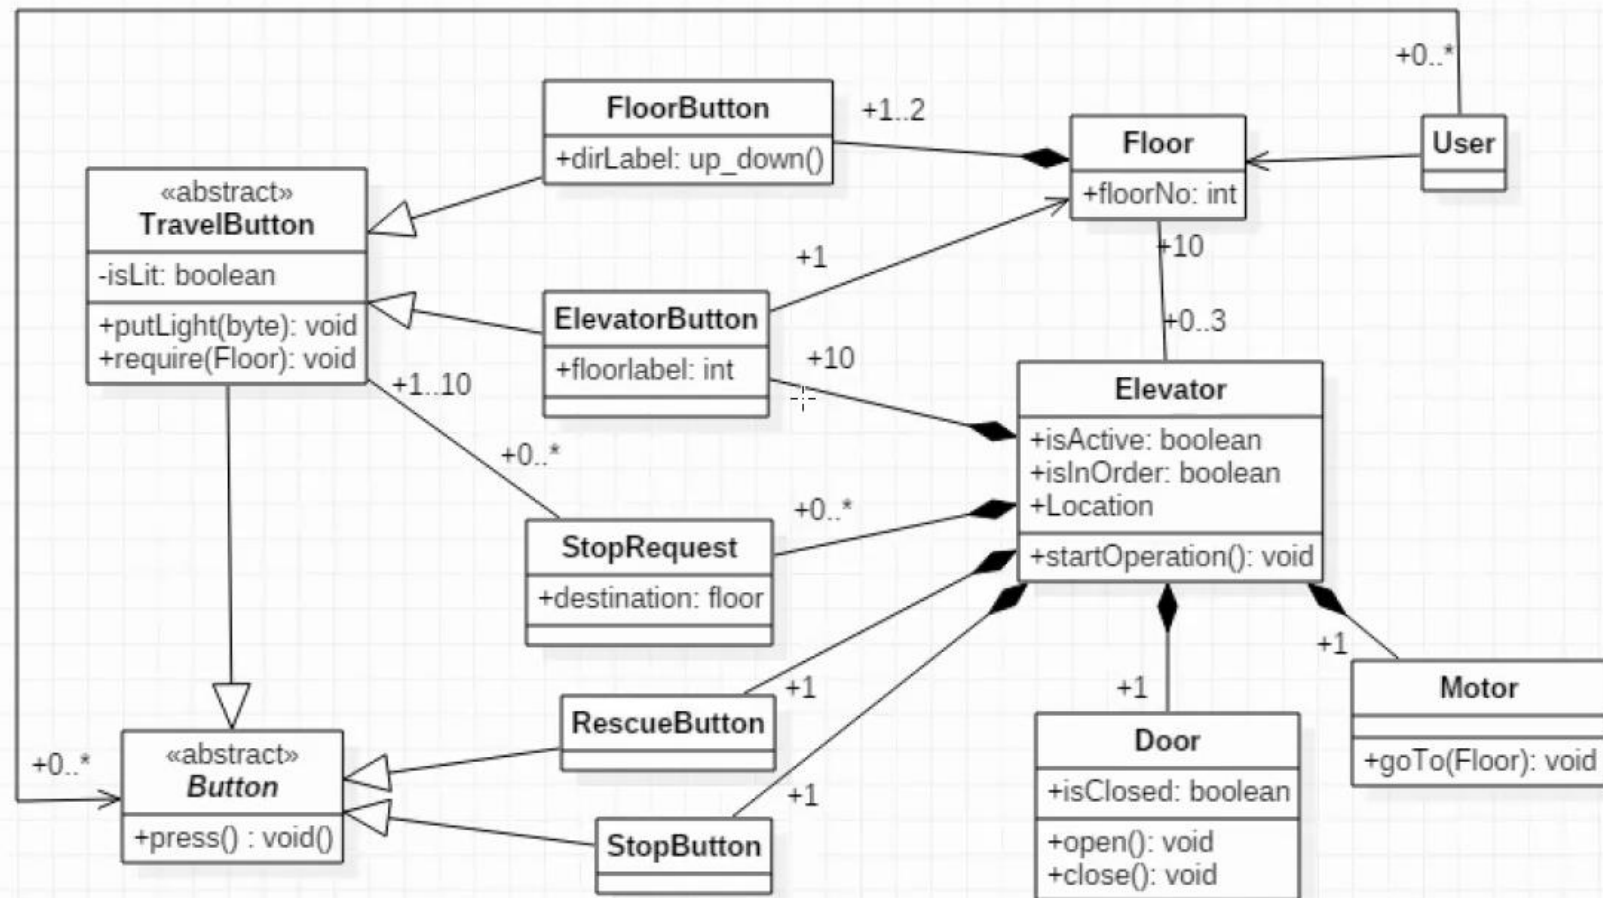 +0..*
FloorButton
+dirLabel: up_down()
+1..2
Floor
+floorNo: int
User
«abstract»
TravelButton
-isLit: boolean
+putLight(byte): void
+require(Floor): void
+1
+10
+0..3
ElevatorButton
+floorlabel: int
+10
+1..10
+0..*
Elevator
+isActive: boolean
+isInOrder: boolean
+Location
+startOperation(): void
StopRequest
+destination: floor
+0..*
RescueButton
+1
StopButton
+1
+1
Door
+isClosed: boolean
+open(): void
+close(): void
+1
Motor
+goTo(Floor): void
+0..*
«abstract»
Button
+press() : void()